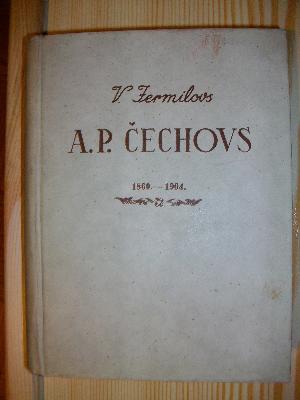 V. Jermilovs
A.P. ČECHOVS
1860.—1904.